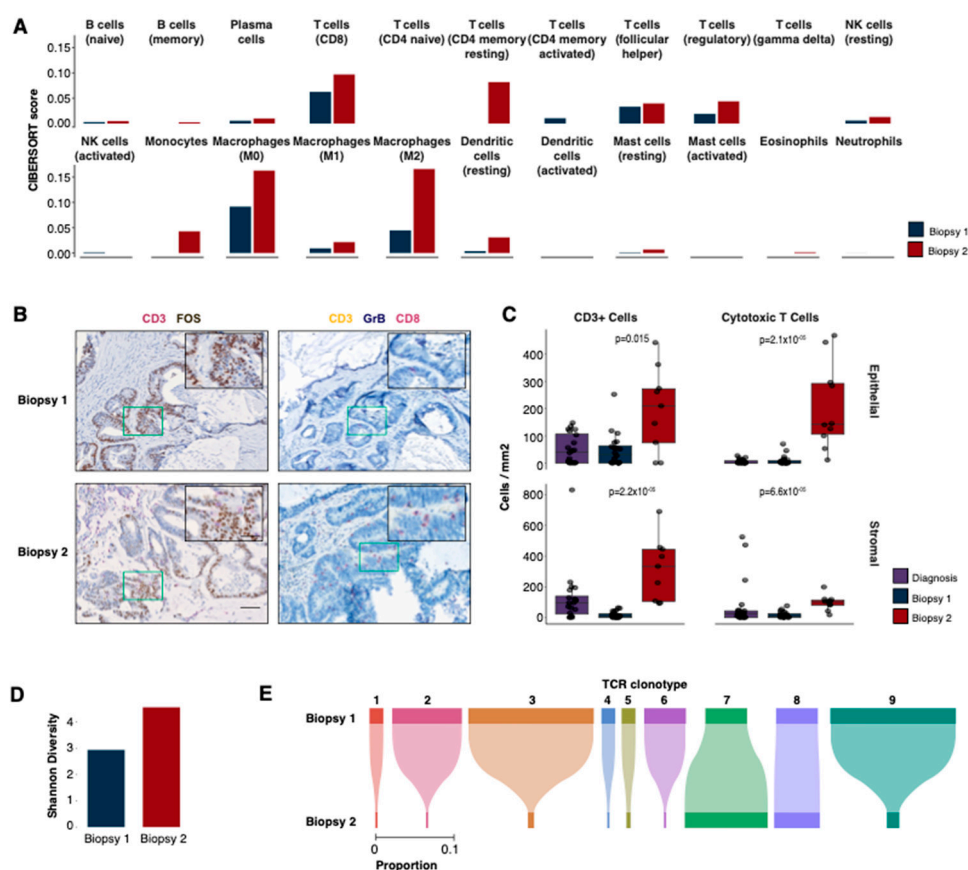 A
B cells (naive)
B cells (memory)
Plasma cells
T cells (CD8)
T cells (CD4 naive)
T cells (CD4 memory resting)
T cells (CD4 memory activated)
T cells (follicular helper)
T cells (regulatory)
T cells (gamma delta)
NK cells (resting)
0.15
0.10
0.05
0.00
CIBERSORT score
NK cells (activated)
Monocytes
Macrophages (M0)
Macrophages (M1)
Macrophages (M2)
Dendritic cells (resting)
Dendritic cells (activated)
Mast cells (resting)
Mast cells (activated)
Eosinophils
Neutrophils
0.15
0.10
0.05
0.00
Biopsy 1
Biopsy 2
B
CD3 FOS
CD3 GrB CD8
Biopsy 1
Biopsy 2
C
CD3+ Cells
Cytotoxic T Cells
p=0.015
p=2.1x10⁻⁰⁵
400
300
200
100
0
Epithelial
Cells / mm2
p=2.2x10⁻⁰⁵
p=6.6x10⁻⁰⁵
800
600
400
200
0
Stromal
Diagnosis
Biopsy 1
Biopsy 2
D
Shannon Diversity
4
3
2
1
0
Biopsy 1
Biopsy 2
E
TCR clonotype
1 2 3 4 5 6 7 8 9
Biopsy 1
Biopsy 2
0 0.1
Proportion